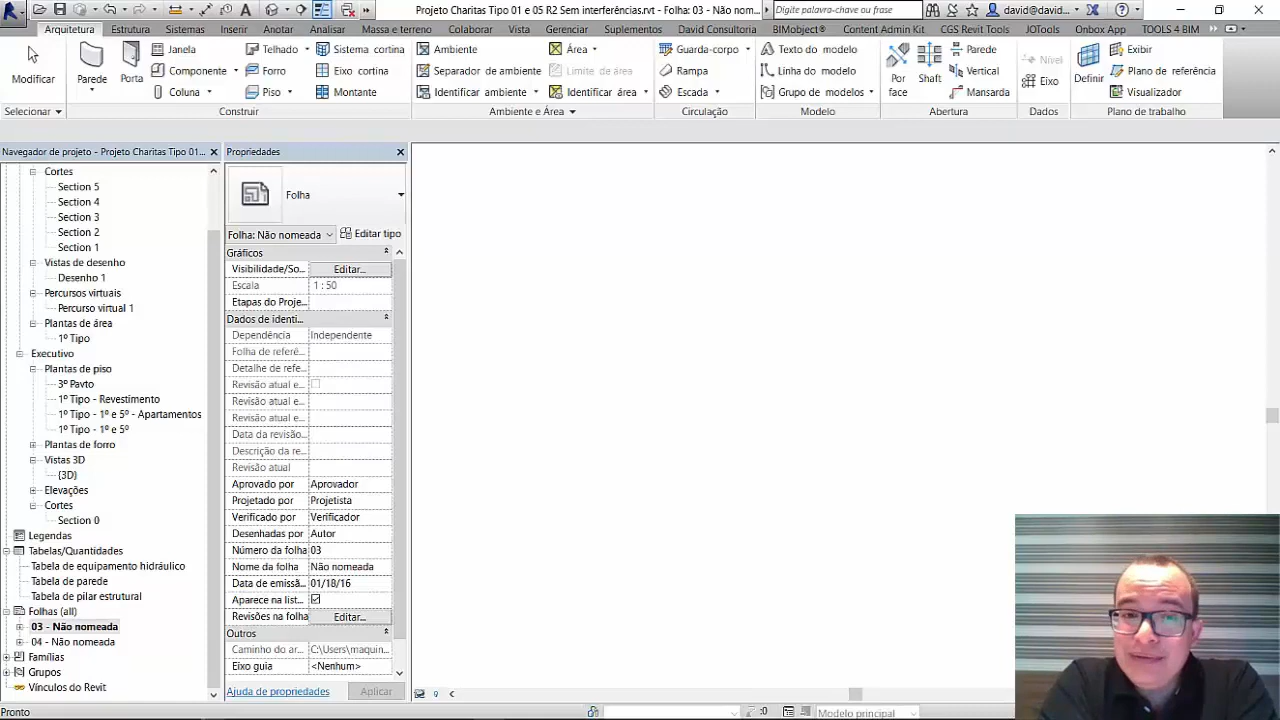 Projeto Charitas Tipo 01 e 05 R2 Sem interferências.rvt - Folha: 03 - Não nom...
Digite palavra-chave ou frase
david@david...
Arquitetura Estrutura Sistemas Inserir Anotar Analisar Massa e terreno Colaborar Vista Gerenciar Suplementos David Consultoria BIMobject® Content Admin Kit CGS Revit Tools JOTools Onbox App TOOLS 4 BIM
Modificar
Parede
Porta
Janela
Componente
Coluna
Telhado
Forro
Piso
Sistema cortina
Eixo cortina
Montante
Ambiente
Separador de ambiente
Identificar ambiente
Área
Limite de área
Identificar área
Guarda-corpo
Rampa
Escada
Texto do modelo
Linha do modelo
Grupo de modelos
Por face
Shaft
Parede
Vertical
Mansarda
Nível
Eixo
Definir
Exibir
Plano de referência
Visualizador
Selecionar Construir Ambiente e Área Circulação Modelo Abertura Dados Plano de trabalho
Navegador de projeto - Projeto Charitas Tipo 01...
Cortes
Section 5
Section 4
Section 3
Section 2
Section 1
Vistas de desenho
Desenho 1
Percursos virtuais
Percurso virtual 1
Plantas de área
1º Tipo
Executivo
Plantas de piso
3º Pavto
1º Tipo - Revestimento
1º Tipo - 1º e 5º - Apartamentos
1º Tipo - 1º e 5º
Plantas de forro
Vistas 3D
{3D}
Elevações
Cortes
Section 0
Legendas
Tabelas/Quantidades
Tabela de equipamento hidráulico
Tabela de parede
Tabela de pilar estrutural
Folhas (all)
03 - Não nomeada
04 - Não nomeada
Famílias
Grupos
Vínculos do Revit
Propriedades
Folha
Folha: Não nomeada Editar tipo
Gráficos
Visibilidade/So... Editar...
Escala 1 : 50
Etapas do Proje...
Dados de identi...
Dependência Independente
Folha de referê...
Detalhe de refe...
Revisão atual e...
Revisão atual e...
Revisão atual e...
Data da revisão...
Descrição da re...
Revisão atual
Aprovado por Aprovador
Projetado por Projetista
Verificado por Verificador
Desenhadas por Autor
Número da folha 03
Nome da folha Não nomeada
Data de emissã... 01/18/16
Aparece na list...
Revisões na folha Editar...
Outros
Caminho do ar... C:\Users\maquin...
Eixo guia <Nenhum>
Ajuda de propriedades Aplicar
Pronto
:0
Modelo principal